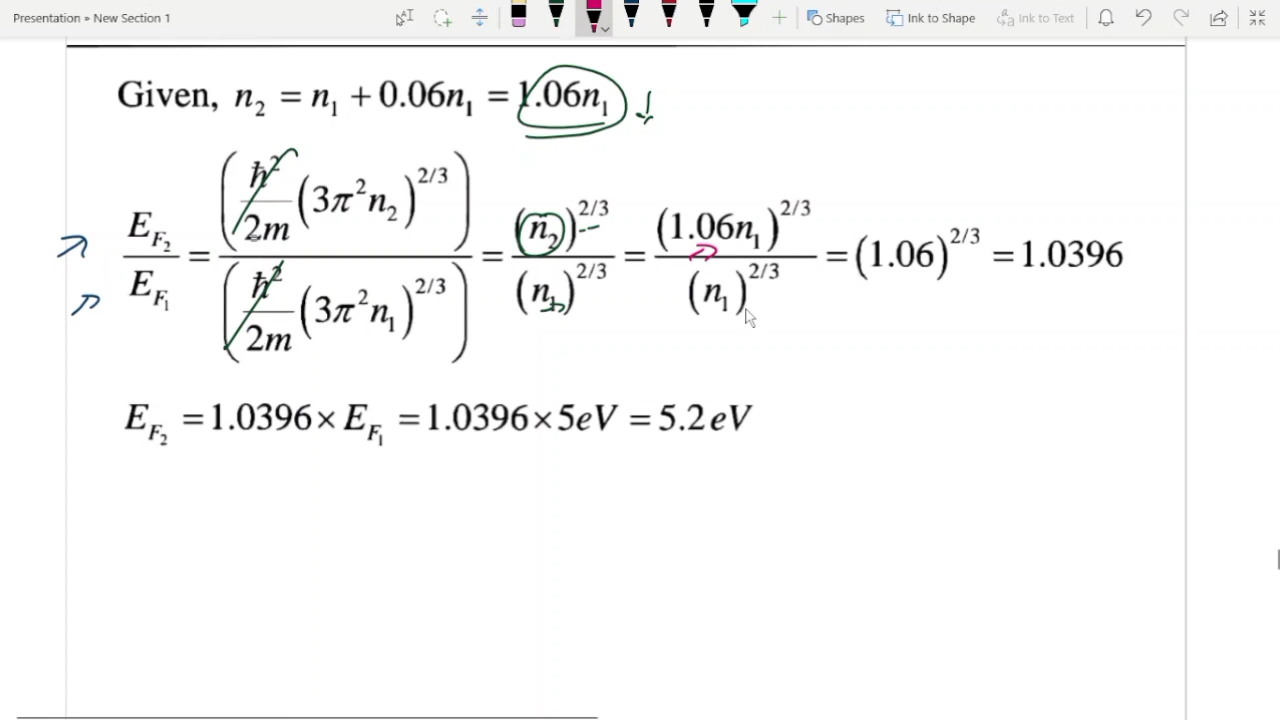 Presentation » New Section 1
Shapes
Ink to Shape
Ink to Text
Given, n₂ = n₁ + 0.06n₁ = 1.06n₁
E_F₂ / E_F₁ = (ℏ²/2m (3π²n₂)^2/3) / (ℏ²/2m (3π²n₁)^2/3) = (n₂)^2/3 / (n₁)^2/3 = (1.06n₁)^2/3 / (n₁)^2/3 = (1.06)^2/3 = 1.0396
E_F₂ = 1.0396 × E_F₁ = 1.0396 × 5eV = 5.2eV